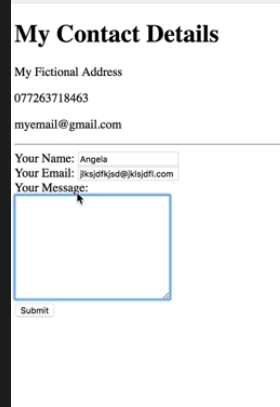 My Contact Details
My Fictional Address
077263718463
myemail@gmail.com
Your Name: Angela
Your Email: jlksjdfkjsd@jklsjdfl.com
Your Message:
Submit